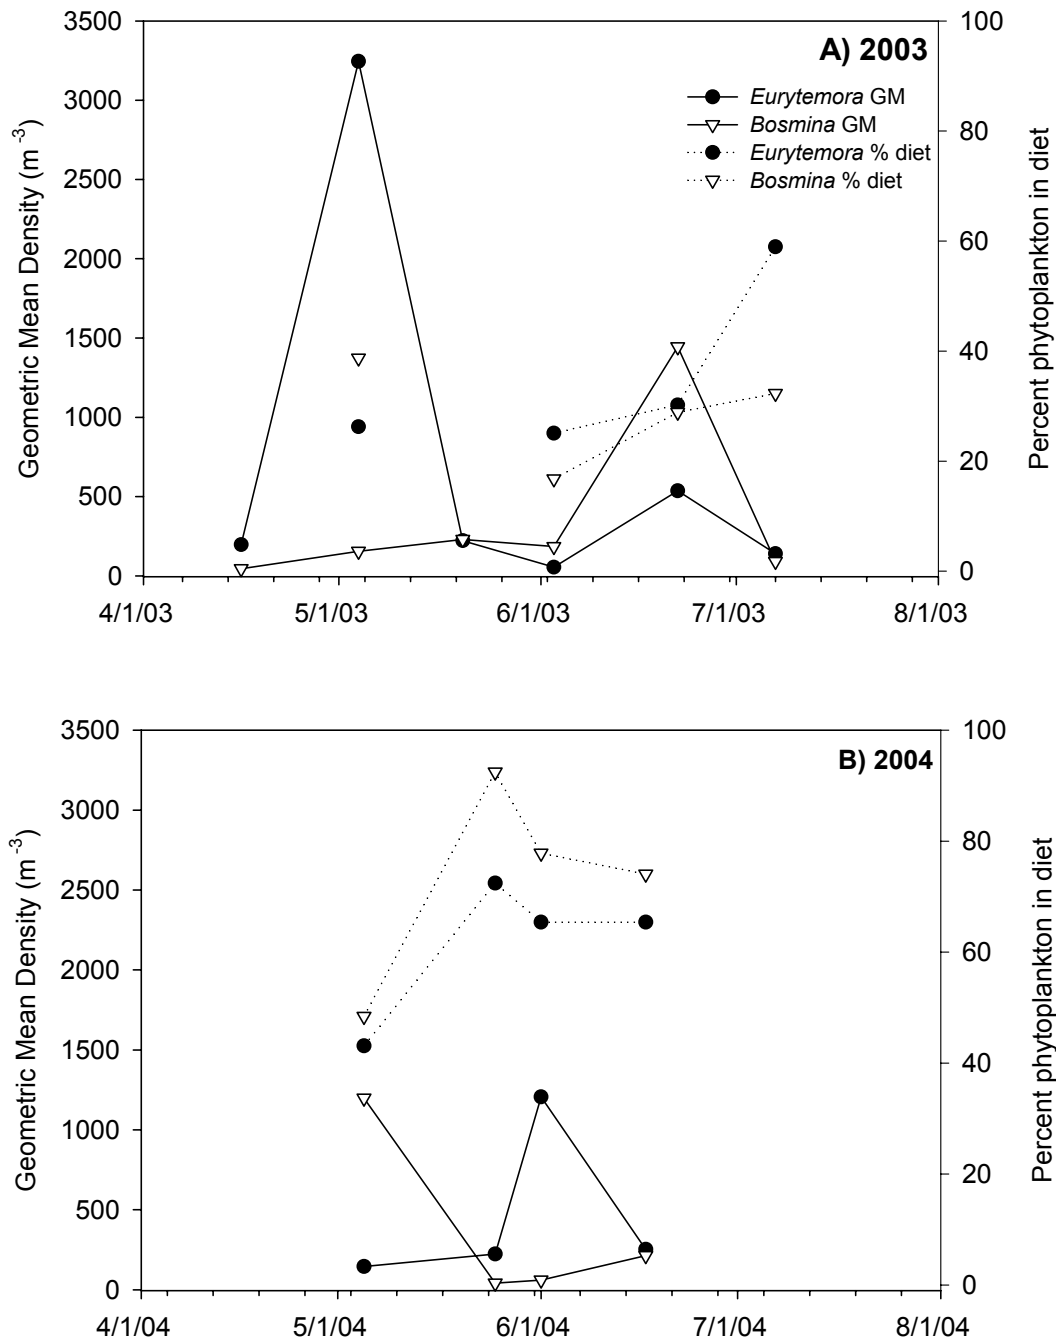 A) 2003
Eurytemora GM
Bosmina GM
Eurytemora % diet
Bosmina % diet
Geometric Mean Density (m⁻³)
3500
3000
2500
2000
1500
1000
500
0
Percent phytoplankton in diet
100
80
60
40
20
0
4/1/03 5/1/03 6/1/03 7/1/03 8/1/03
B) 2004
Geometric Mean Density (m⁻³)
3500
3000
2500
2000
1500
1000
500
0
Percent phytoplankton in diet
100
80
60
40
20
0
4/1/04 5/1/04 6/1/04 7/1/04 8/1/04